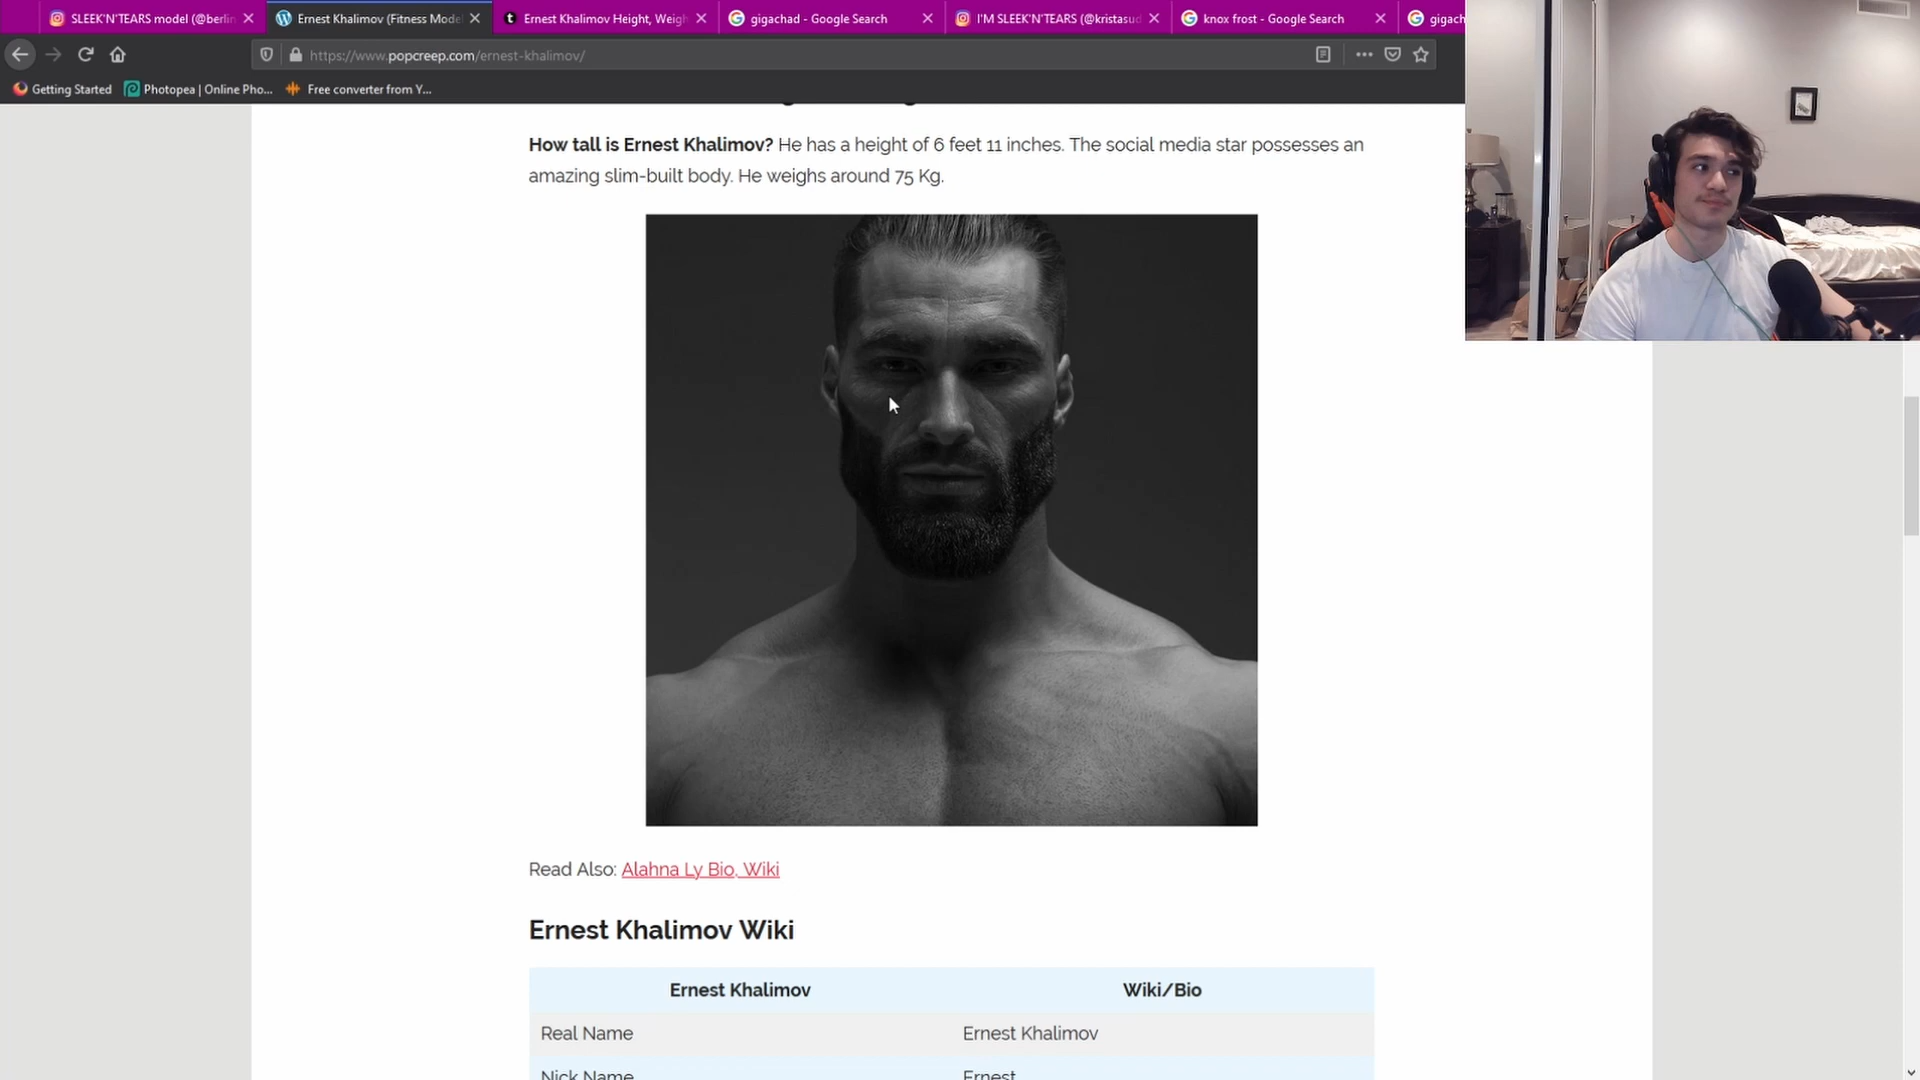 SLEEK'N'TEARS model (@berlin
Ernest Khalimov (Fitness Mode
Ernest Khalimov Height, Weigh
gigachad - Google Search
I'M SLEEK'N'TEARS (@kristasud
knox frost - Google Search
gigach
https://www.popcreep.com/ernest-khalimov/
Getting Started
Photopea | Online Pho...
Free converter from Y...
How tall is Ernest Khalimov? He has a height of 6 feet 11 inches. The social media star possesses an
amazing slim-built body. He weighs around 75 Kg.
Read Also: Alahna Ly Bio, Wiki
Ernest Khalimov Wiki
Ernest Khalimov Wiki/Bio
Real Name Ernest Khalimov
Nick Name Ernest